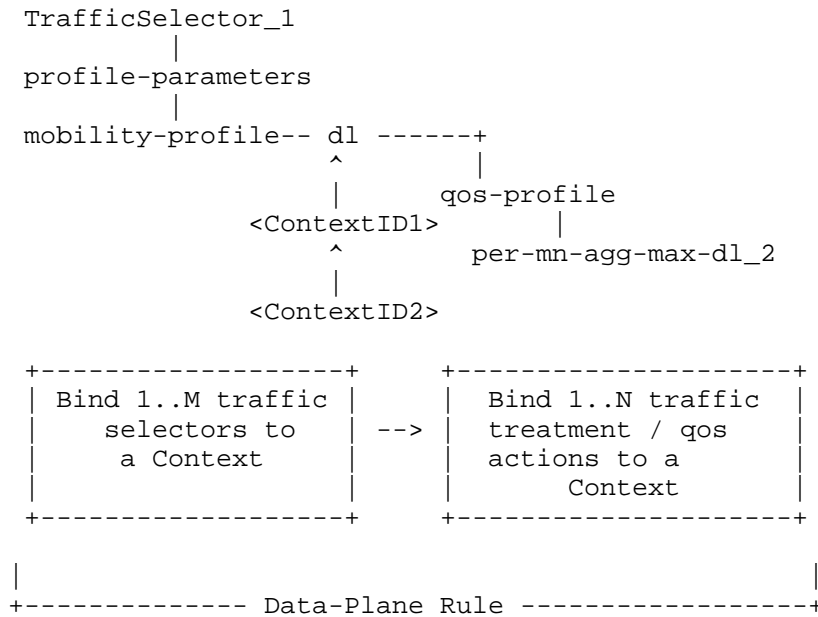 TrafficSelector_1
|
profile-parameters
|
mobility-profile-- dl ------+
^ |
| qos-profile
<ContextID1> |
^ per-mn-agg-max-dl_2
|
<ContextID2>
+-------------------+ +---------------------+
| Bind 1..M traffic | | Bind 1..N traffic |
| selectors to | --> | treatment / qos |
| a Context | | actions to a |
| | | Context |
+-------------------+ +---------------------+
| |
+-------------- Data-Plane Rule ------------------+